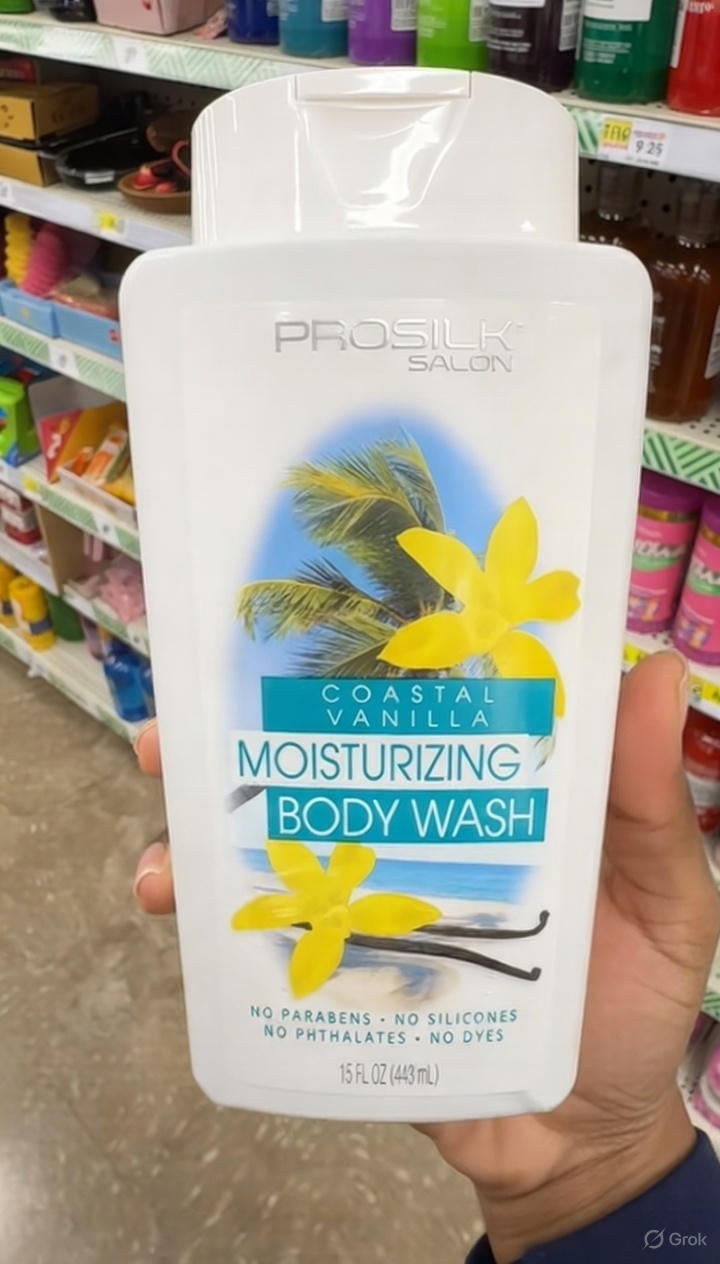 PROSILK
SALON
COASTAL
VANILLA
MOISTURIZING
BODY WASH
NO PARABENS • NO SILICONES
NO PHTHALATES • NO DYES
15 FL OZ (443 mL)
9.25
Grok